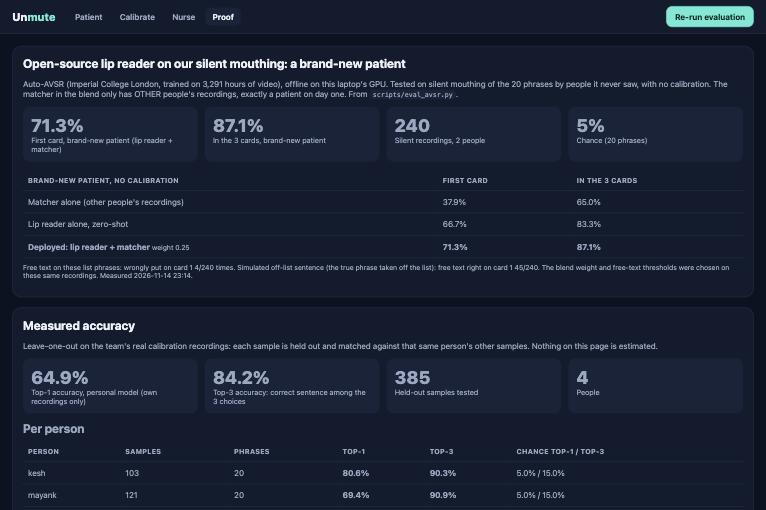 Unmute Patient Calibrate Nurse Proof Re-run evaluation
Open-source lip reader on our silent mouthing: a brand-new patient
Auto-AVSR (Imperial College London, trained on 3,291 hours of video), offline on this laptop's GPU. Tested on silent mouthing of the 20 phrases by people it never saw, with no calibration. The
matcher in the blend only has OTHER people's recordings, exactly a patient on day one. From scripts/eval_avsr.py .
71.3%
First card, brand-new patient (lip reader +
matcher)
87.1%
In the 3 cards, brand-new patient
240
Silent recordings, 2 people
5%
Chance (20 phrases)
BRAND-NEW PATIENT, NO CALIBRATION FIRST CARD IN THE 3 CARDS
Matcher alone (other people's recordings) 37.9% 65.0%
Lip reader alone, zero-shot 66.7% 83.3%
Deployed: lip reader + matcher weight 0.25 71.3% 87.1%
Free text on these list phrases: wrongly put on card 1 4/240 times. Simulated off-list sentence (the true phrase taken off the list): free text right on card 1 45/240. The blend weight and free-text thresholds were chosen on
these same recordings. Measured 2026-11-14 23:14.
Measured accuracy
Leave-one-out on the team's real calibration recordings: each sample is held out and matched against that same person's other samples. Nothing on this page is estimated.
64.9%
Top-1 accuracy, personal model (own
recordings only)
84.2%
Top-3 accuracy: correct sentence among the
3 choices
385
Held-out samples tested
4
People
Per person
PERSON SAMPLES PHRASES TOP-1 TOP-3 CHANCE TOP-1 / TOP-3
kesh 103 20 80.6% 90.3% 5.0% / 15.0%
mayank 121 20 69.4% 90.9% 5.0% / 15.0%